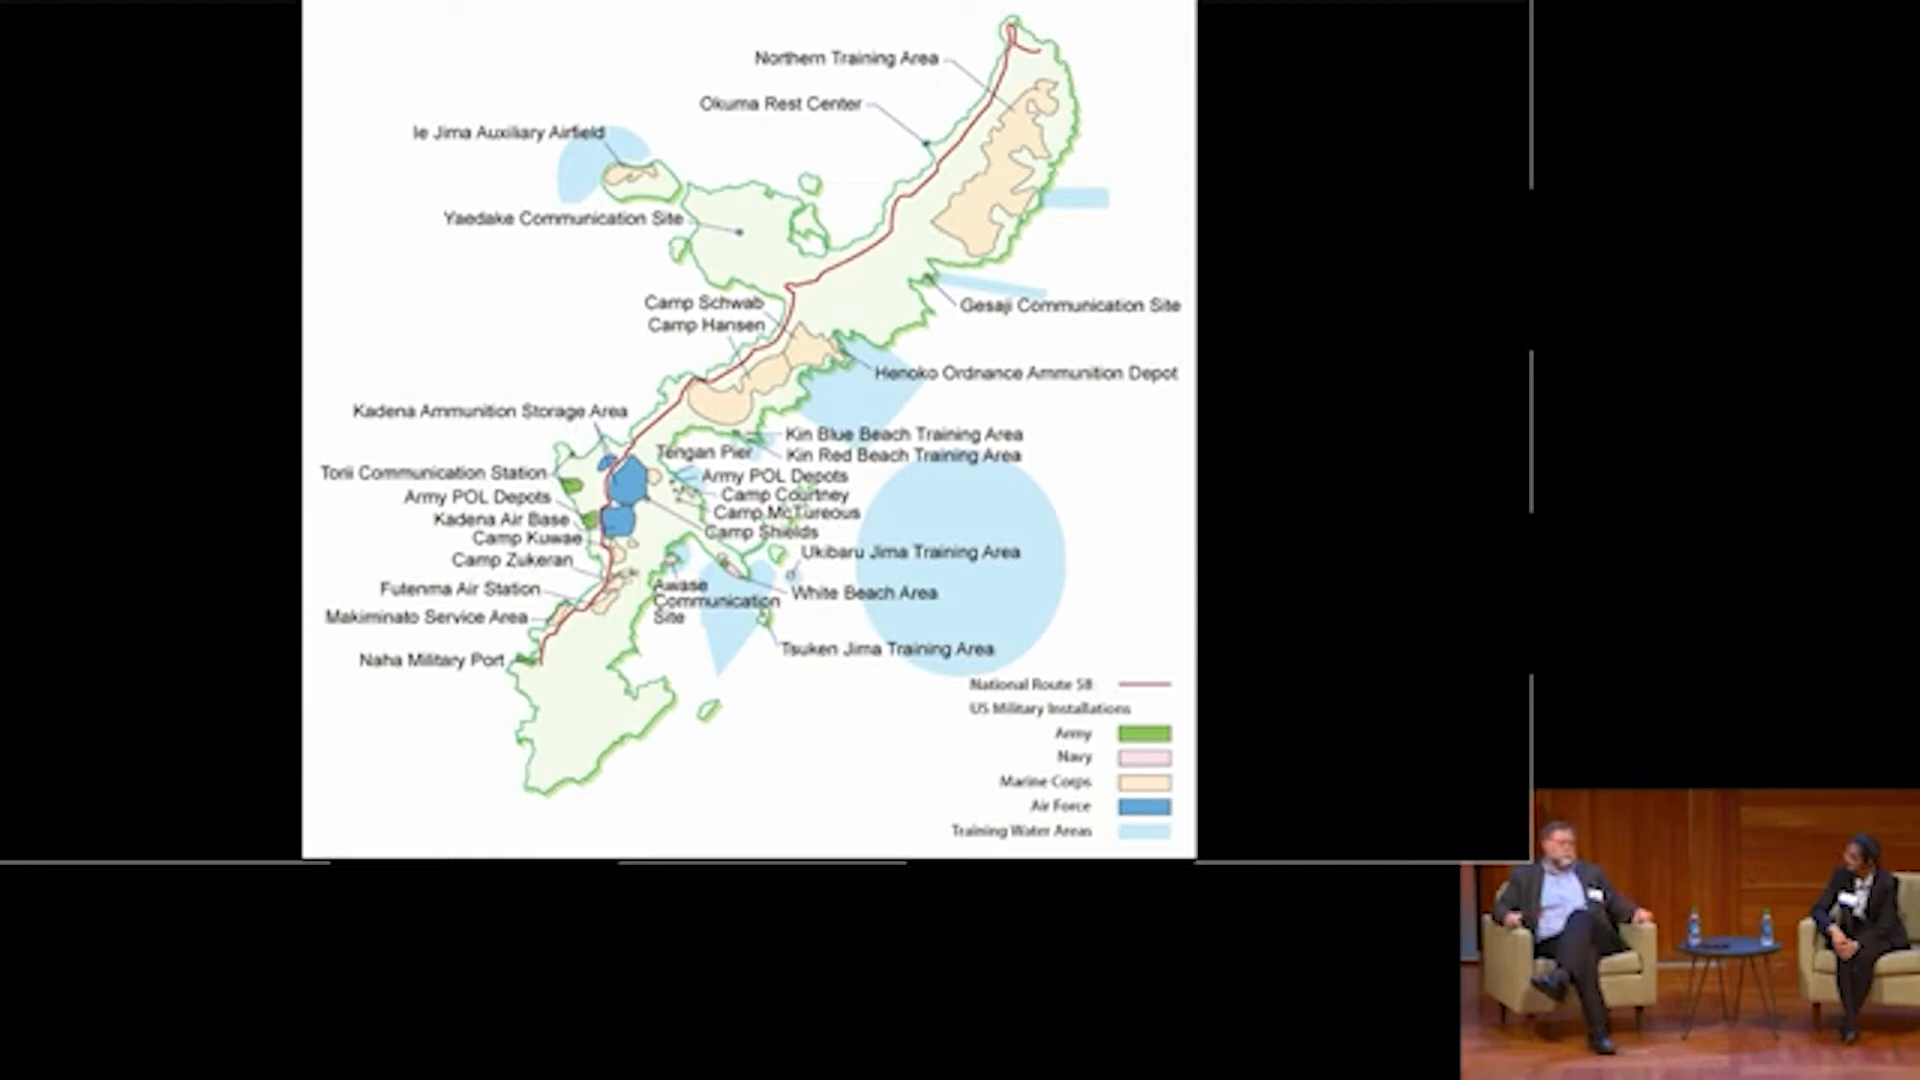 Northern Training Area
Okuma Rest Center
Ie Jima Auxiliary Airfield
Yaedake Communication Site
Camp Schwab
Gesaji Communication Site
Camp Hansen
Henoko Ordnance Ammunition Depot
Kadena Ammunition Storage Area
Kin Blue Beach Training Area
Tengan Pier
Kin Red Beach Training Area
Torii Communication Station
Army POL Depots
Army POL Depots
Camp Courtney
Kadena Air Base
Camp McTureous
Camp Kuwae
Camp Shields
Camp Zukeran
Ukibaru Jima Training Area
Futenma Air Station
Awase
Communication
Site
White Beach Area
Makiminato Service Area
Naha Military Port
Tsuken Jima Training Area
National Route 58
US Military Installations
Army
Navy
Marine Corps
Air Force
Training Water Areas